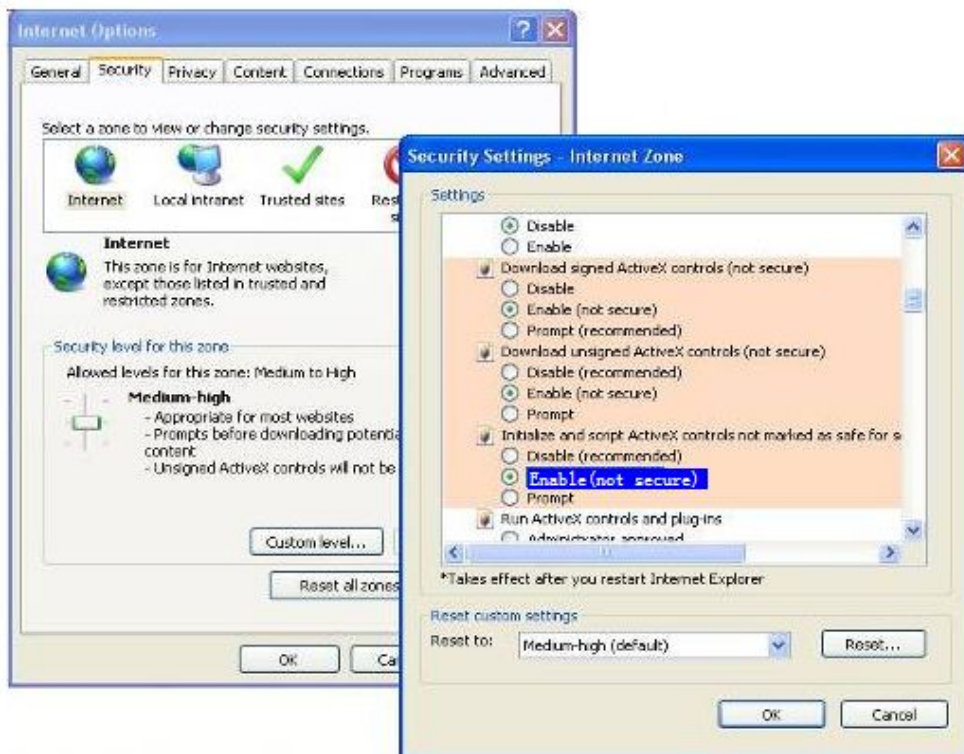 Internet Options
General Security Privacy Content Connections Programs Advanced
Select a zone to view or change security settings.
Internet Local intranet Trusted sites
Internet
This zone is for Internet websites,
except those listed in trusted and
restricted zones.
Security level for this zone
Allowed levels for this zone: Medium to High
Medium-high
- Appropriate for most websites
- Prompts before downloading
content
- Unsigned ActiveX controls will not be
Custom level...
Reset all zones
OK
Security Settings - Internet Zone
Settings
Disable
Enable
Download signed ActiveX controls (not secure)
Disable
Enable (not secure)
Prompt (recommended)
Download unsigned ActiveX controls (not secure)
Disable (recommended)
Enable (not secure)
Prompt
Initialize and script ActiveX controls not marked as safe for s
Disable (recommended)
Enable(not secure)
Prompt
Run ActiveX controls and plug-ins
Administrator approved
*Takes effect after you restart Internet Explorer
Reset custom settings
Reset to: Medium-high (default) Reset...
OK Cancel